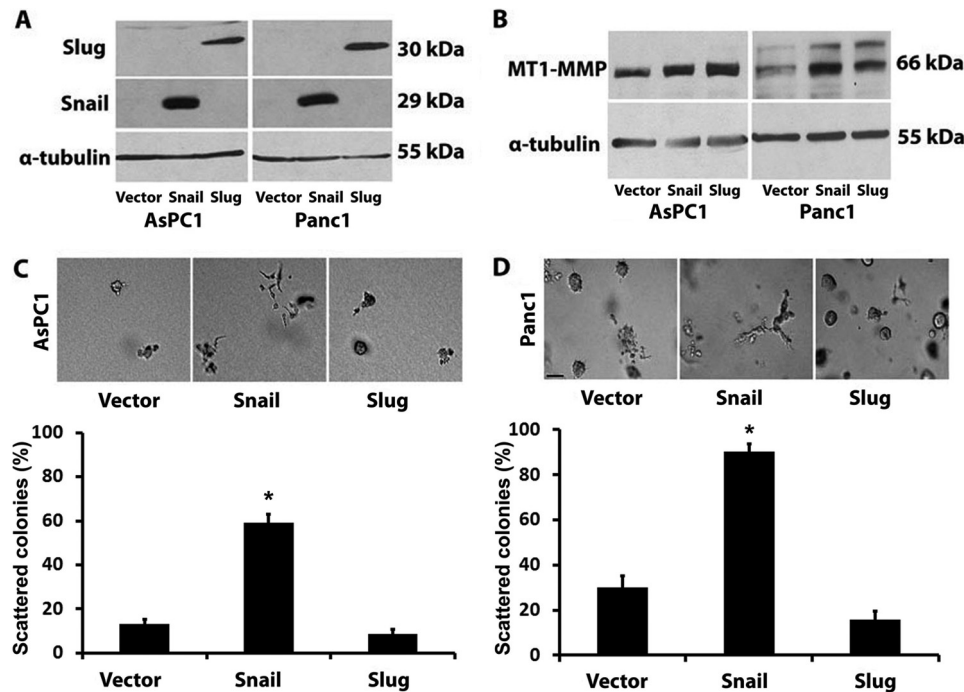 A
Slug
30 kDa
Snail
29 kDa
α-tubulin
55 kDa
Vector Snail Slug Vector Snail Slug
AsPC1 Panc1
B
MT1-MMP
66 kDa
α-tubulin
55 kDa
Vector Snail Slug Vector Snail Slug
AsPC1 Panc1
C
AsPC1
Vector Snail Slug
Scattered colonies (%)
100
80
60
40
20
0
*
Vector Snail Slug
D
Panc1
Vector Snail Slug
Scattered colonies (%)
100
80
60
40
20
0
*
Vector Snail Slug